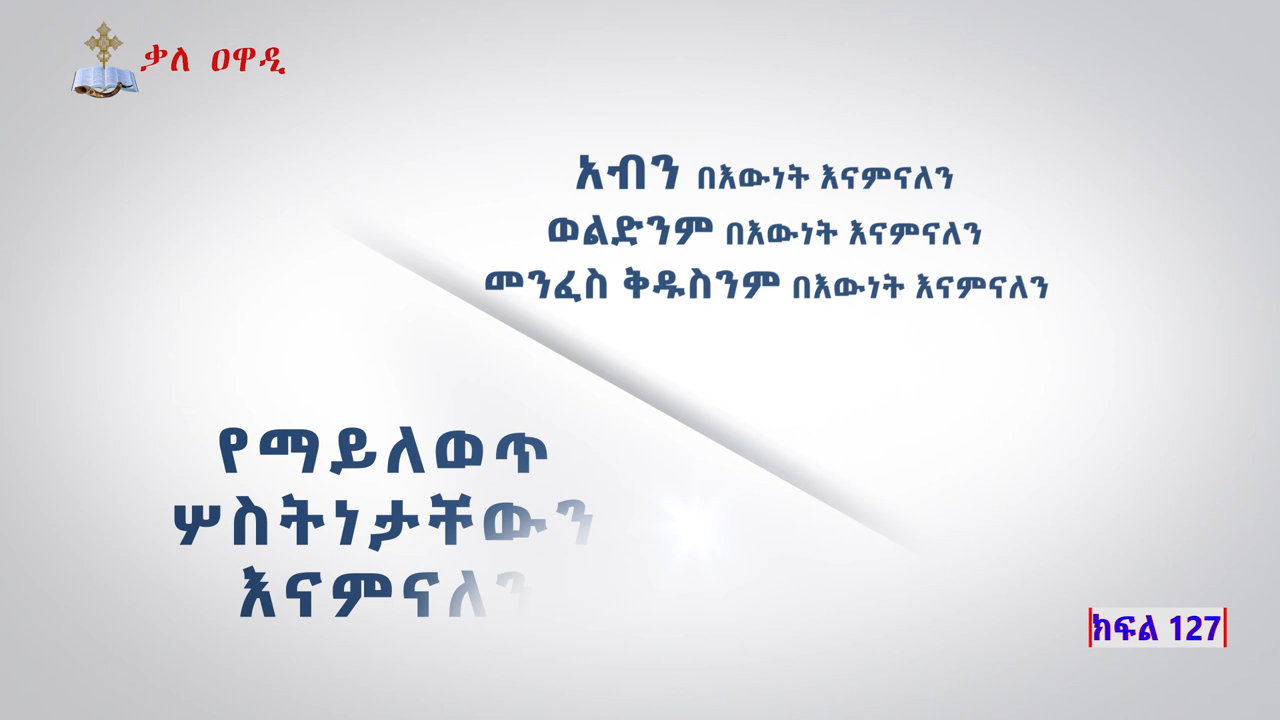 ቃለ ዐዋዲ
አብን በእውነት እናምናለን
ወልድንም በእውነት እናምናለን
መንፈስ ቅዱስንም በእውነት እናምናለን
የማይለወጥ
ሦስትነታቸውን
እናምናለን
ክፍል 127